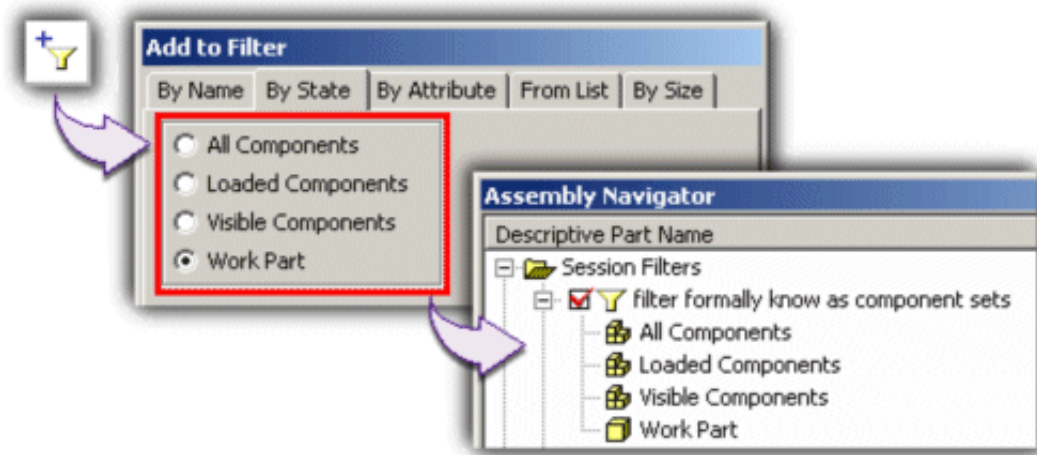 Add to Filter
By Name By State By Attribute From List By Size
All Components
Loaded Components
Visible Components
Work Part
Assembly Navigator
Descriptive Part Name
Session Filters
filter formally know as component sets
All Components
Loaded Components
Visible Components
Work Part